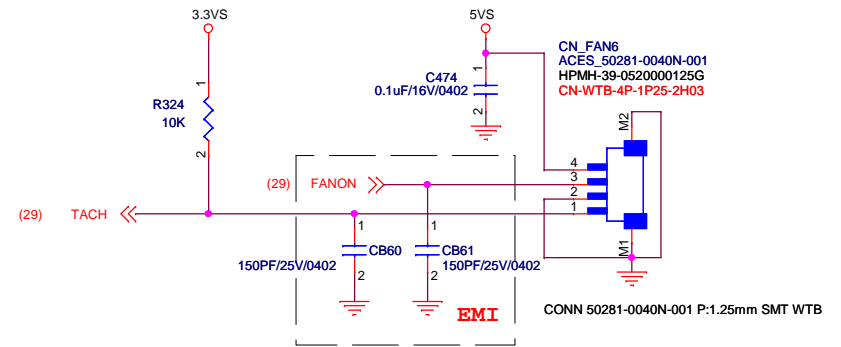 3.3VS
5VS
CN_FAN6
ACES_50281-0040N-001
HPMH-39-0520000125G
CN-WTB-4P-1P25-2H03
C474
0.1uF/16V/0402
1
2
R324
10K
1
2
M2
4
3
2
1
M1
(29) FANON
(29) TACH
1
CB60
150PF/25V/0402
2
1
CB61
150PF/25V/0402
2
EMI
CONN 50281-0040N-001 P:1.25mm SMT WTB